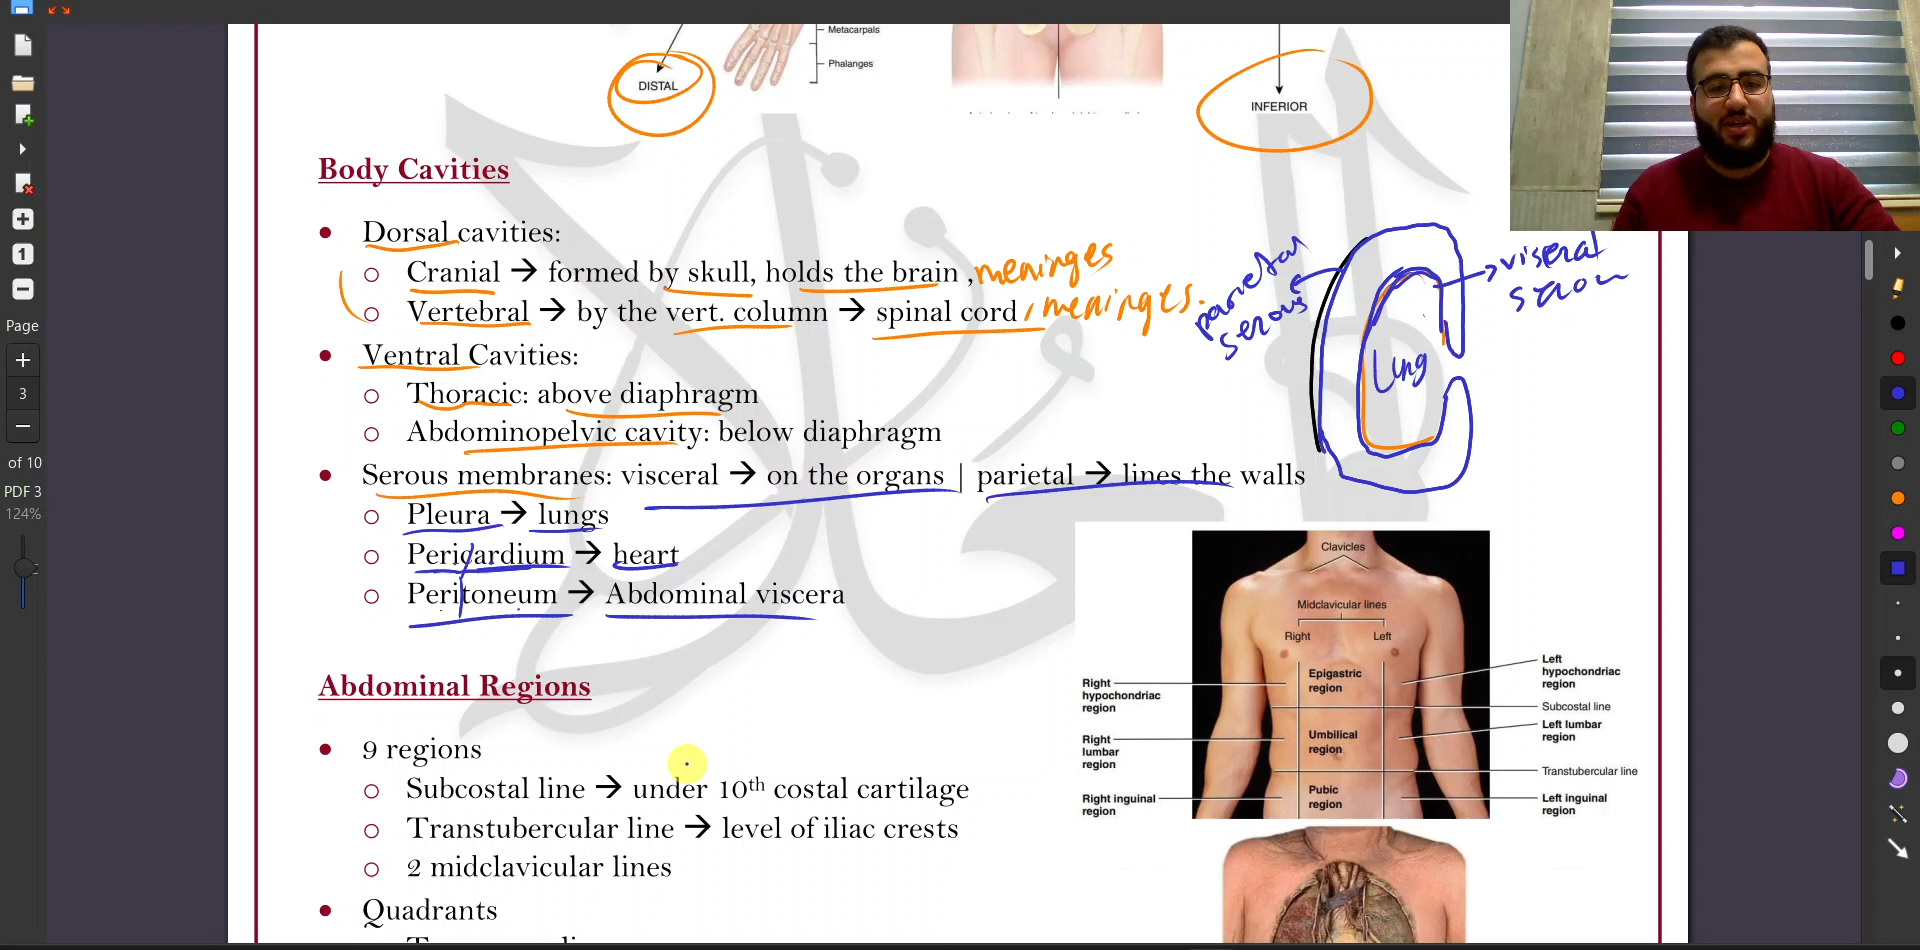 Metacarpals
Phalanges
DISTAL
INFERIOR
Body Cavities
• Dorsal cavities:
o Cranial → formed by skull, holds the brain , meninges
o Vertebral → by the vert. column → spinal cord , meninges.
• Ventral Cavities:
o Thoracic: above diaphragm
o Abdominopelvic cavity: below diaphragm
• Serous membranes: visceral → on the organs | parietal → lines the walls
o Pleura → lungs
o Pericardium → heart
o Peritoneum → Abdominal viscera
parietal
serous
viseral
Lung
Abdominal Regions
• 9 regions
o Subcostal line → under 10th costal cartilage
o Transtubercular line → level of iliac crests
o 2 midclavicular lines
• Quadrants
Clavicles
Midclavicular lines
Right
Left
Epigastric
region
Right
hypochondriac
region
Left
hypochondriac
region
Subcostal line
Umbilical
region
Right
lumbar
region
Left lumbar
region
Transtubercular line
Pubic
region
Right inguinal
region
Left inguinal
region
Page
3
of 10
PDF 3
124%